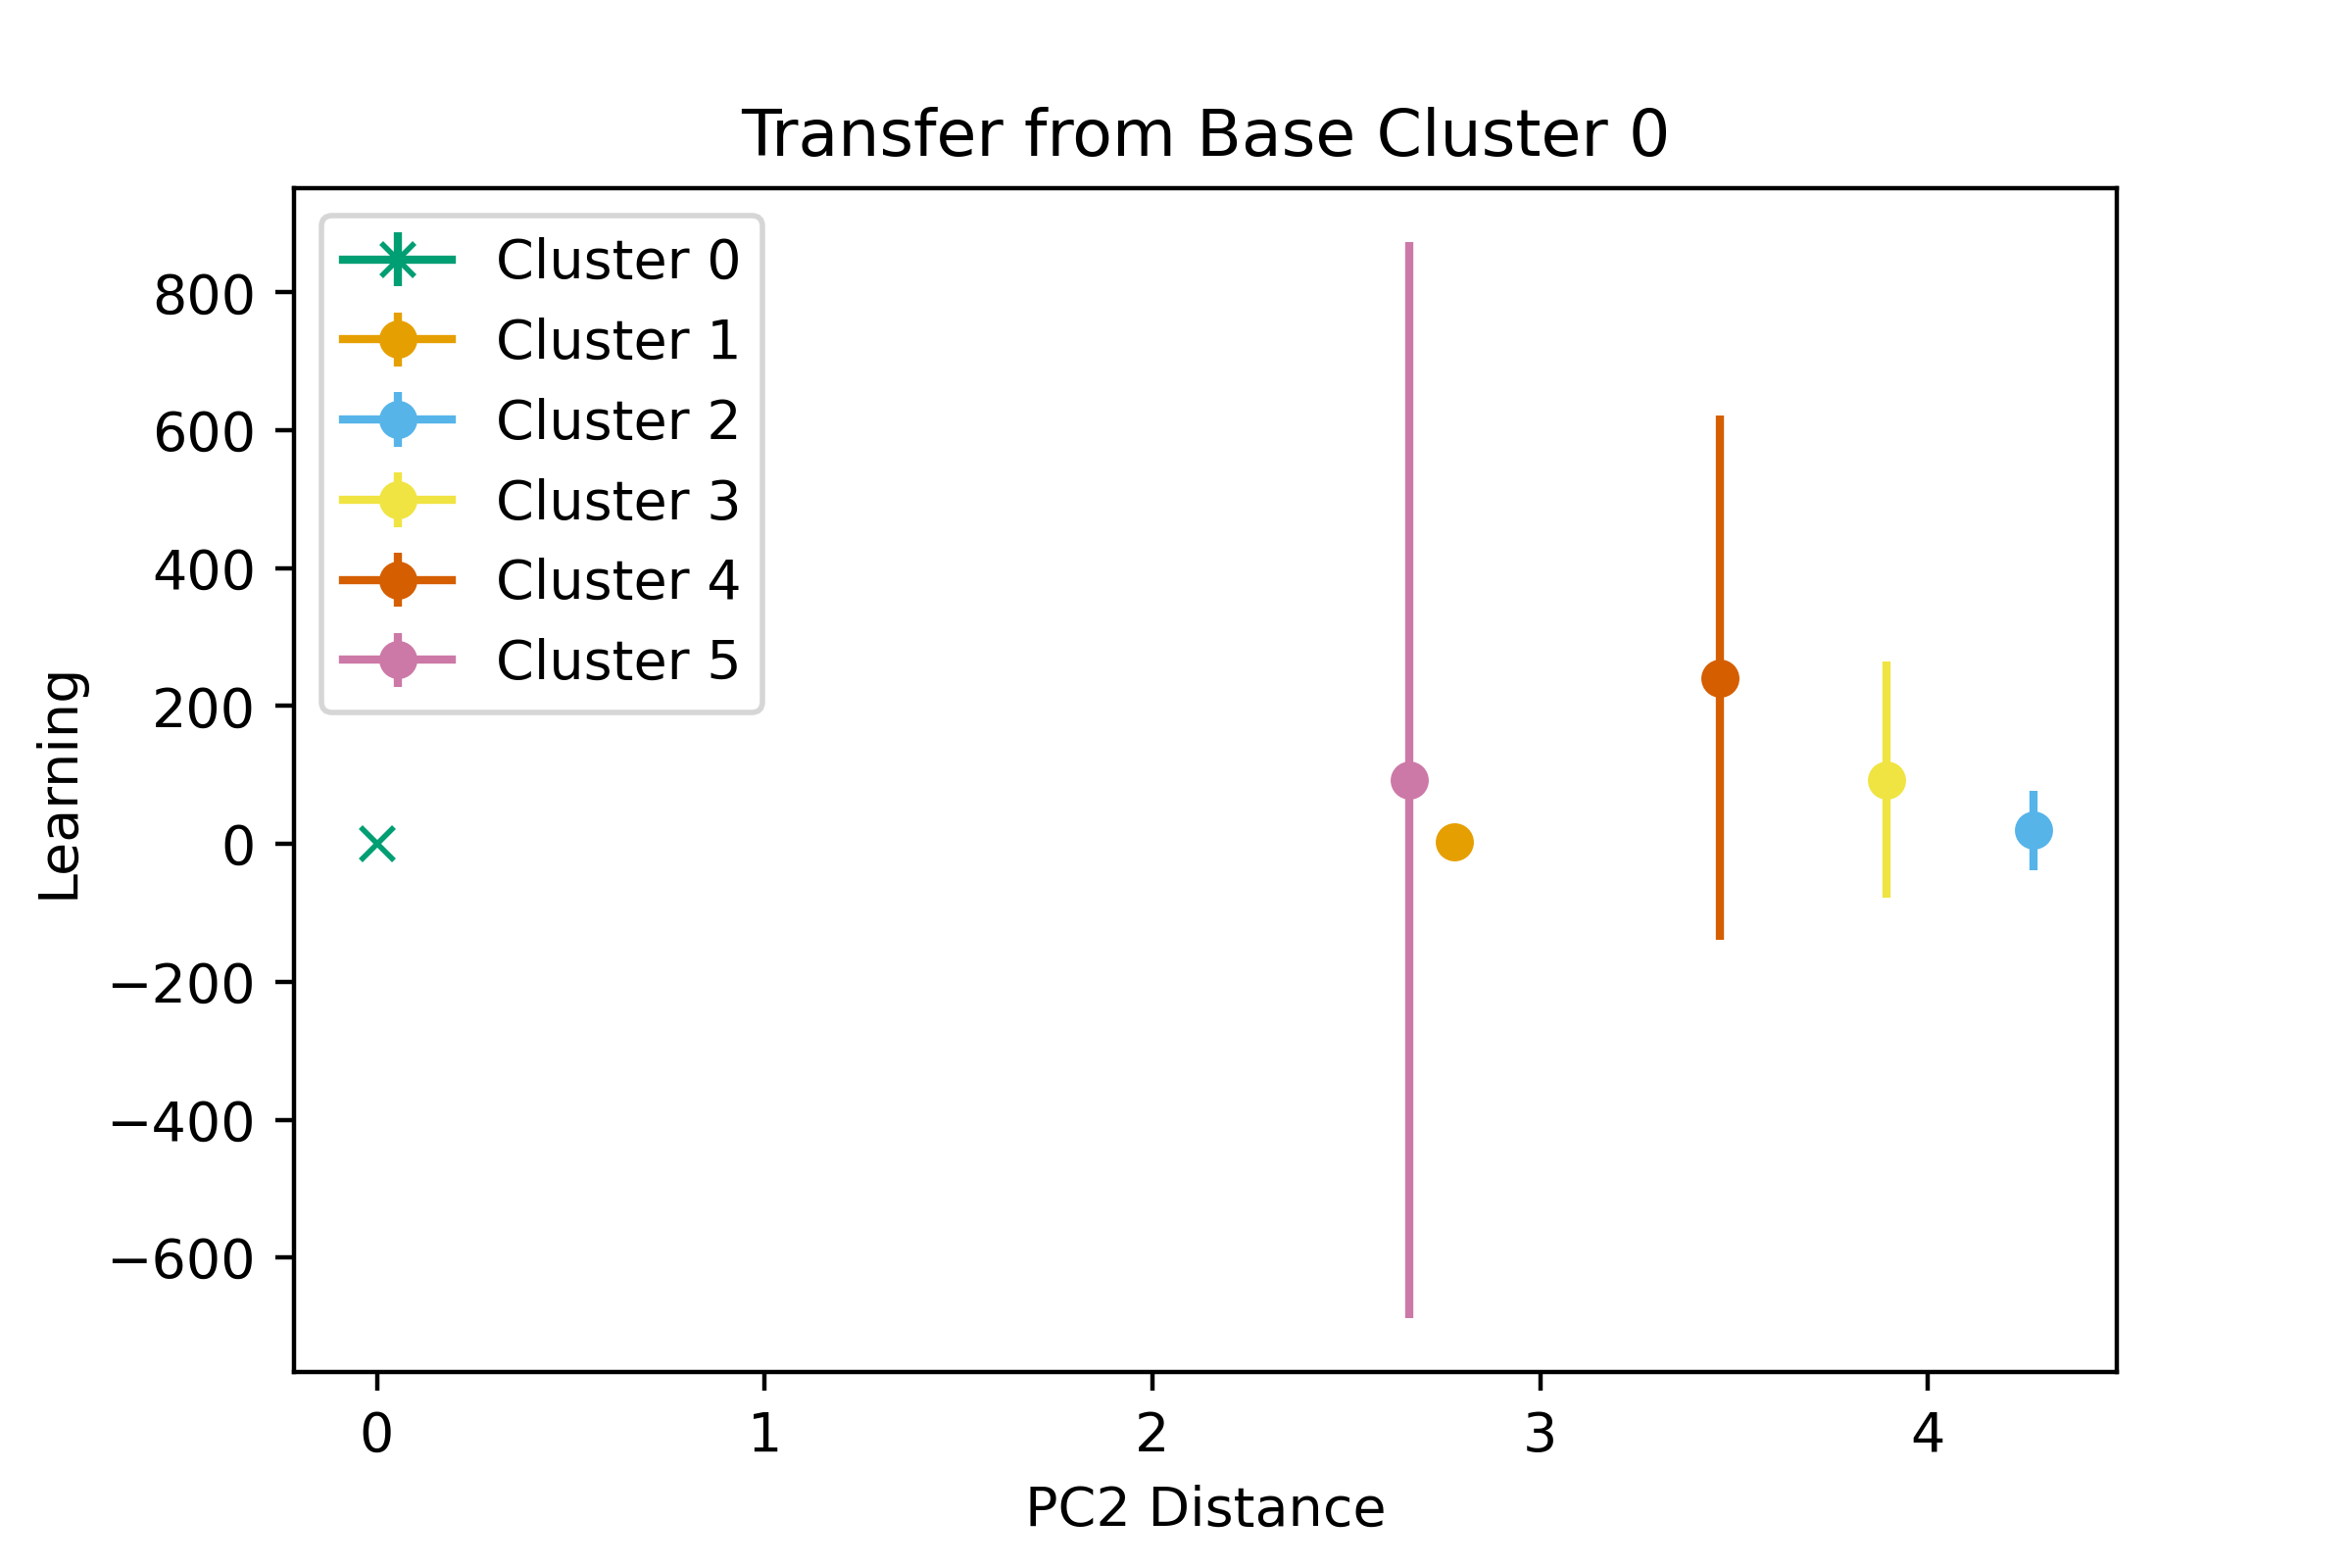 Transfer from Base Cluster 0
Cluster 0
Cluster 1
Cluster 2
Cluster 3
Cluster 4
Cluster 5
Learning
800
600
400
200
0
−200
−400
−600
0 1 2 3 4
PC2 Distance